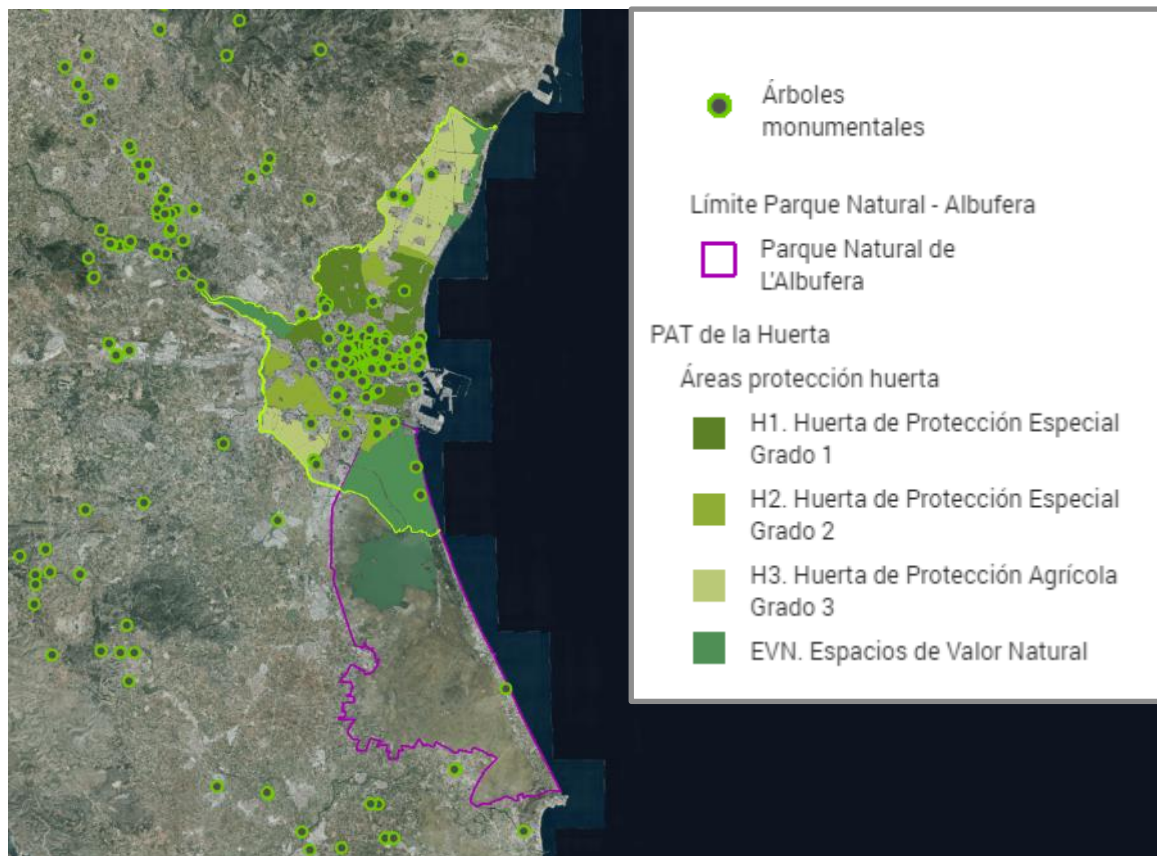 Árboles
monumentales
Límite Parque Natural - Albufera
Parque Natural de
L'Albufera
PAT de la Huerta
Áreas protección huerta
H1. Huerta de Protección Especial
Grado 1
H2. Huerta de Protección Especial
Grado 2
H3. Huerta de Protección Agrícola
Grado 3
EVN. Espacios de Valor Natural